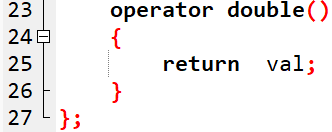 23 operator double()
24 {
25 return val;
26 }
27 };